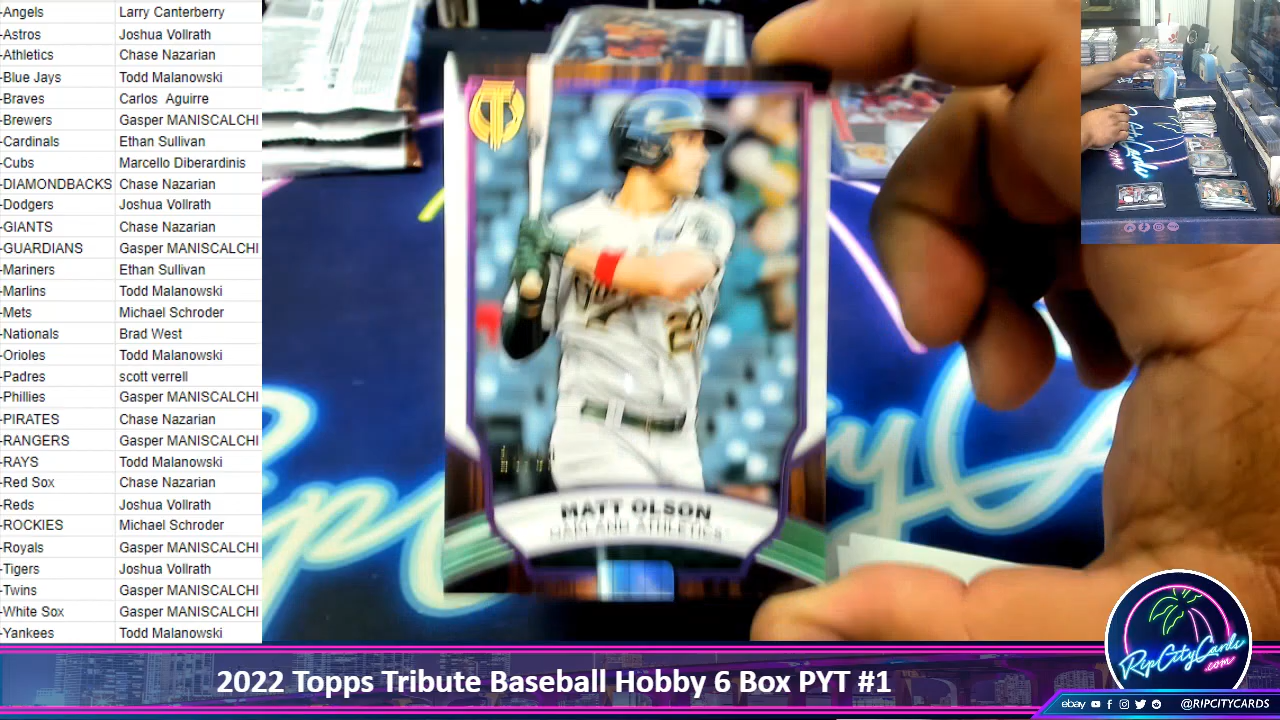 -Angels Larry Canterberry
-Astros Joshua Vollrath
-Athletics Chase Nazarian
-Blue Jays Todd Malanowski
-Braves Carlos Aguirre
-Brewers Gasper MANISCALCHI
-Cardinals Ethan Sullivan
-Cubs Marcello Diberardinis
-DIAMONDBACKS Chase Nazarian
-Dodgers Joshua Vollrath
-GIANTS Chase Nazarian
-GUARDIANS Gasper MANISCALCHI
-Mariners Ethan Sullivan
-Marlins Todd Malanowski
-Mets Michael Schroder
-Nationals Brad West
-Orioles Todd Malanowski
-Padres scott verrell
-Phillies Gasper MANISCALCHI
-PIRATES Chase Nazarian
-RANGERS Gasper MANISCALCHI
-RAYS Todd Malanowski
-Red Sox Chase Nazarian
-Reds Joshua Vollrath
-ROCKIES Michael Schroder
-Royals Gasper MANISCALCHI
-Tigers Joshua Vollrath
-Twins Gasper MANISCALCHI
-White Sox Gasper MANISCALCHI
-Yankees Todd Malanowski
MATT OLSON
OAKLAND ATHLETICS
RipCityCards
.com
2022 Topps Tribute Baseball Hobby 6 Box PYT #1
ebay @RIPCITYCARDS